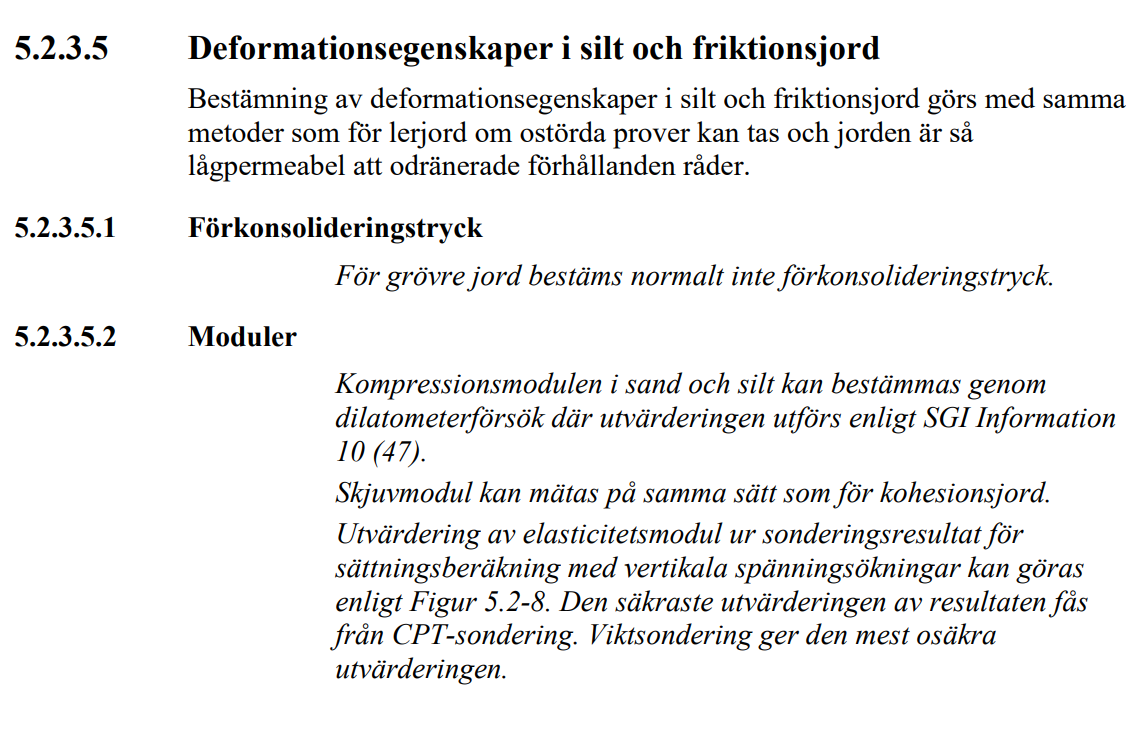 5.2.3.5 Deformationsegenskaper i silt och friktionsjord
Bestämning av deformationsegenskaper i silt och friktionsjord görs med samma
metoder som för lerjord om ostörda prover kan tas och jorden är så
lågpermeabel att odränerade förhållanden råder.
5.2.3.5.1 Förkonsolideringstryck
För grövre jord bestäms normalt inte förkonsolideringstryck.
5.2.3.5.2 Moduler
Kompressionsmodulen i sand och silt kan bestämmas genom
dilatometerförsök där utvärderingen utförs enligt SGI Information
10 (47).
Skjuvmodul kan mätas på samma sätt som för kohesionsjord.
Utvärdering av elasticitetsmodul ur sonderingsresultat för
sättningsberäkning med vertikala spänningsökningar kan göras
enligt Figur 5.2-8. Den säkraste utvärderingen av resultaten fås
från CPT-sondering. Viktsondering ger den mest osäkra
utvärderingen.